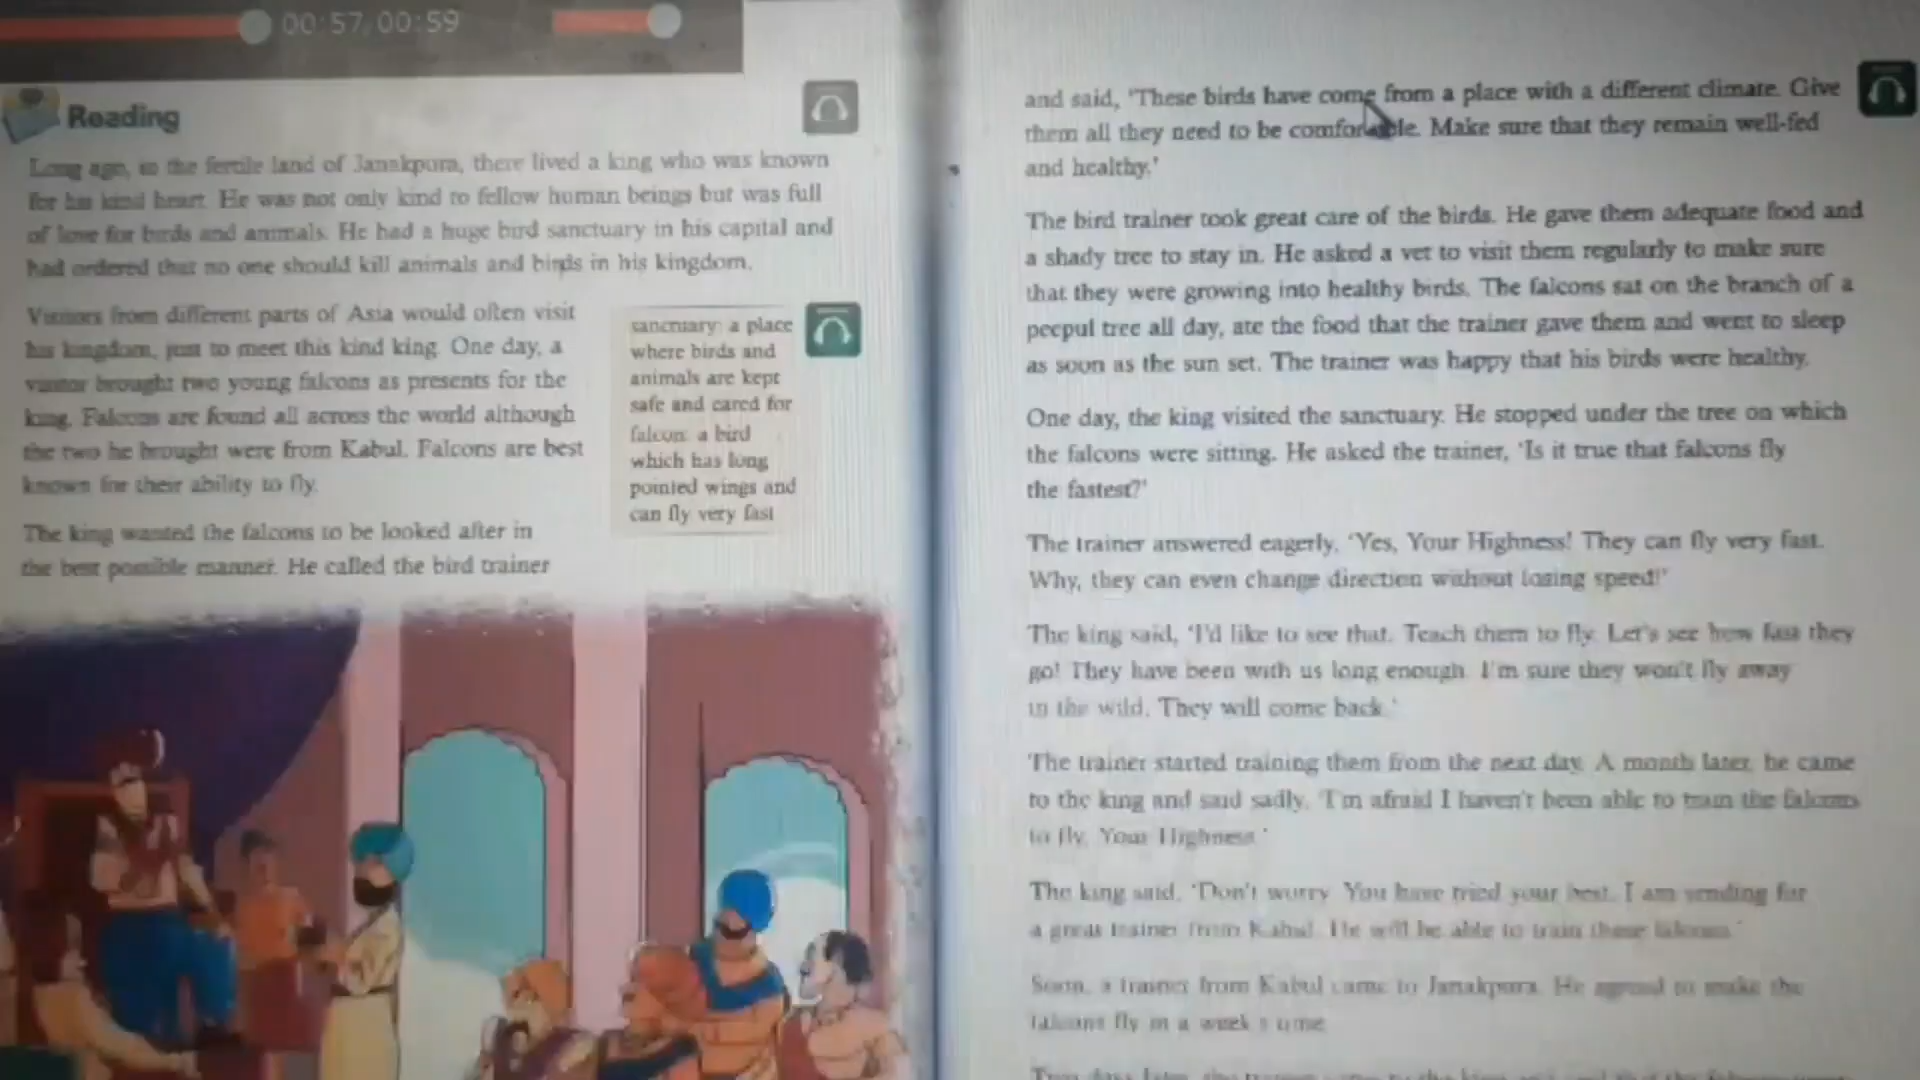 00:57,00:59
Reading
Long ago, in the fertile land of Janakpura, there lived a king who was known
for his kind heart. He was not only kind to fellow human beings but was full
of love for birds and animals. He had a huge bird sanctuary in his capital and
had ordered that no one should kill animals and birds in his kingdom.
Visitors from different parts of Asia would often visit
his kingdom, just to meet this kind king. One day, a
visitor brought two young falcons as presents for the
king. Falcons are found all across the world although
the two he brought were from Kabul. Falcons are best
known for their ability to fly.
sanctuary: a place
where birds and
animals are kept
safe and cared for
falcon: a bird
which has long
pointed wings and
can fly very fast
The king wanted the falcons to be looked after in
the best possible manner. He called the bird trainer
and said, 'These birds have come from a place with a different climate. Give
them all they need to be comfortable. Make sure that they remain well-fed
and healthy.'
The bird trainer took great care of the birds. He gave them adequate food and
a shady tree to stay in. He asked a vet to visit them regularly to make sure
that they were growing into healthy birds. The falcons sat on the branch of a
peepul tree all day, ate the food that the trainer gave them and went to sleep
as soon as the sun set. The trainer was happy that his birds were healthy.
One day, the king visited the sanctuary. He stopped under the tree on which
the falcons were sitting. He asked the trainer, 'Is it true that falcons fly
the fastest?'
The trainer answered eagerly, 'Yes, Your Highness! They can fly very fast.
Why, they can even change direction without losing speed!'
The king said, 'I'd like to see that. Teach them to fly. Let's see how fast they
go! They have been with us long enough. I'm sure they won't fly away
in the wild. They will come back.'
The trainer started training them from the next day. A month later, he came
to the king and said sadly, 'I'm afraid I haven't been able to train the falcons
to fly, Your Highness.'
The king said, 'Don't worry. You have tried your best. I am sending for
a great trainer from Kabul. He will be able to train these falcons.'
Soon, a trainer from Kabul came to Janakpura. He agreed to make the
falcons fly in a week's time.